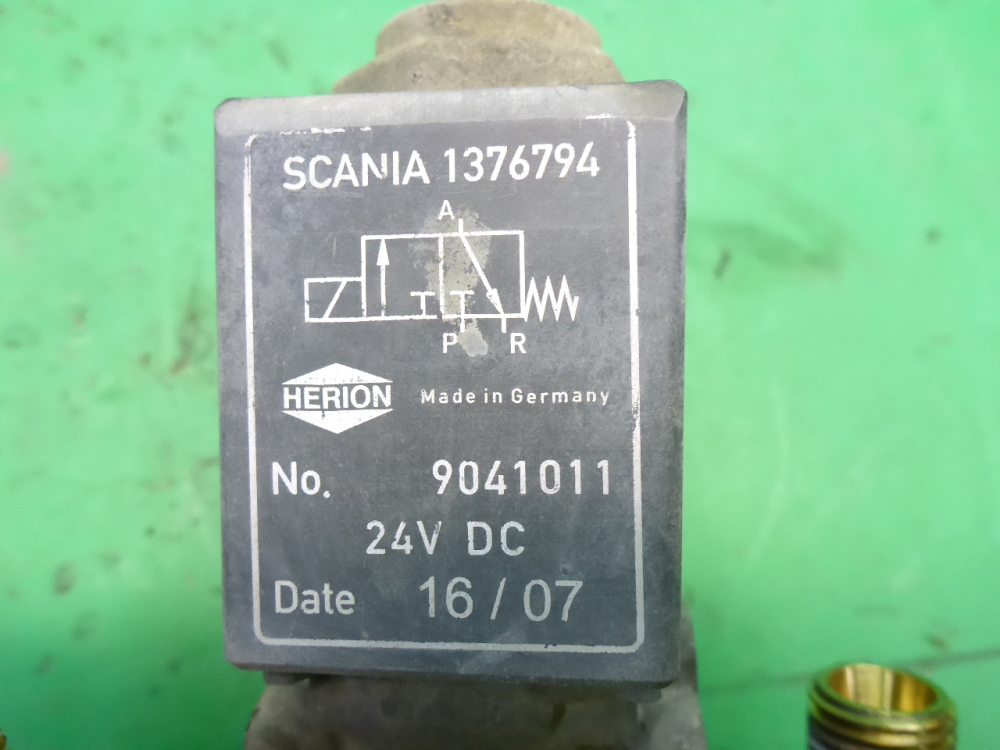 SCANIA 1376794
A
P R
HERION Made in Germany
No. 9041011
24V DC
Date 16 / 07